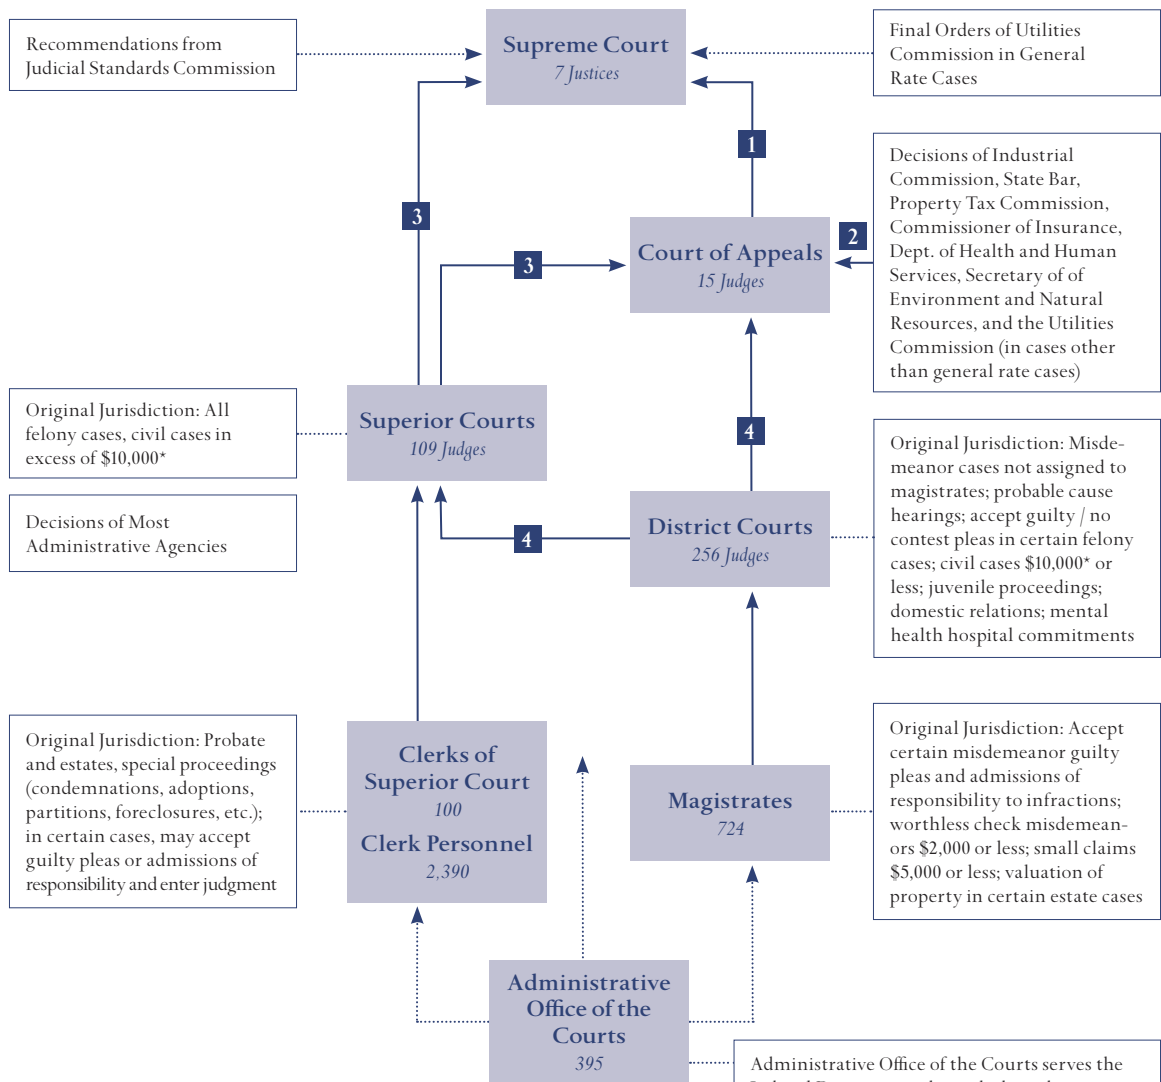 Recommendations from
Judicial Standards Commission
Supreme Court
7 Justices
Final Orders of Utilities
Commission in General
Rate Cases
1
3
Decisions of Industrial
Commission, State Bar,
Property Tax Commission,
Commissioner of Insurance,
Dept. of Health and Human
Services, Secretary of of
Environment and Natural
Resources, and the Utilities
Commission (in cases other
than general rate cases)
2
3
Court of Appeals
15 Judges
Original Jurisdiction: All
felony cases, civil cases in
excess of $10,000*
Superior Courts
109 Judges
4
Decisions of Most
Administrative Agencies
4
District Courts
256 Judges
Original Jurisdiction: Misde-
meanor cases not assigned to
magistrates; probable cause
hearings; accept guilty / no
contest pleas in certain felony
cases; civil cases $10,000* or
less; juvenile proceedings;
domestic relations; mental
health hospital commitments
Original Jurisdiction: Probate
and estates, special proceedings
(condemnations, adoptions,
partitions, foreclosures, etc.);
in certain cases, may accept
guilty pleas or admissions of
responsibility and enter judgment
Clerks of
Superior Court
100
Clerk Personnel
2,390
Magistrates
724
Original Jurisdiction: Accept
certain misdemeanor guilty
pleas and admissions of
responsibility to infractions;
worthless check misdemean-
ors $2,000 or less; small claims
$5,000 or less; valuation of
property in certain estate cases
Administrative
Office of the
Courts
395
Administrative Office of the Courts serves the